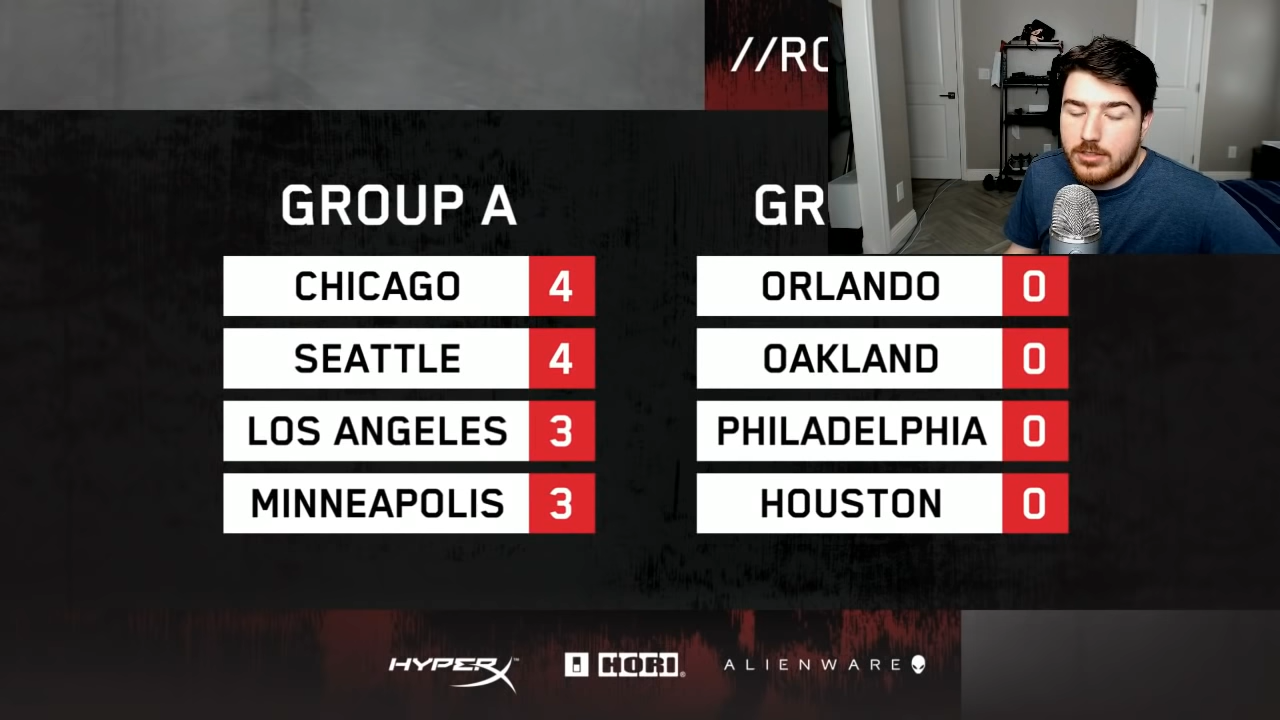 //RO
GROUP A
CHICAGO 4
SEATTLE 4
LOS ANGELES 3
MINNEAPOLIS 3
GR
ORLANDO 0
OAKLAND 0
PHILADELPHIA 0
HOUSTON 0
HYPERX™
HORI®
ALIENWARE